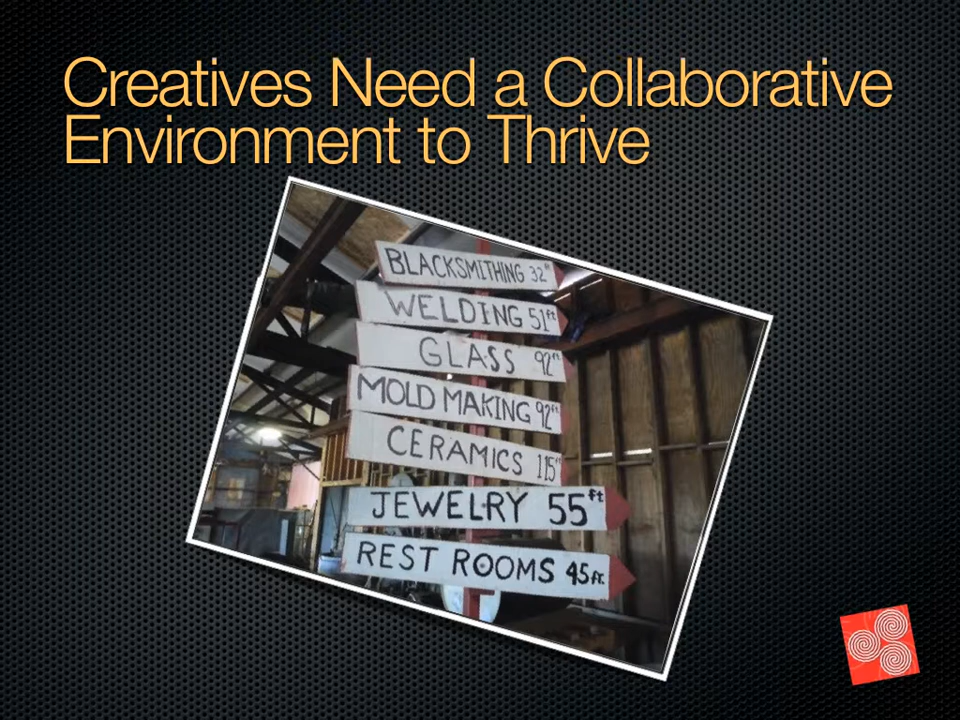 Creatives Need a Collaborative
Environment to Thrive
BLACKSMITHING 32ft
WELDING 51ft
GLASS 92ft
MOLD MAKING 92ft
CERAMICS 115ft
JEWELRY 55ft
REST ROOMS 45FT.